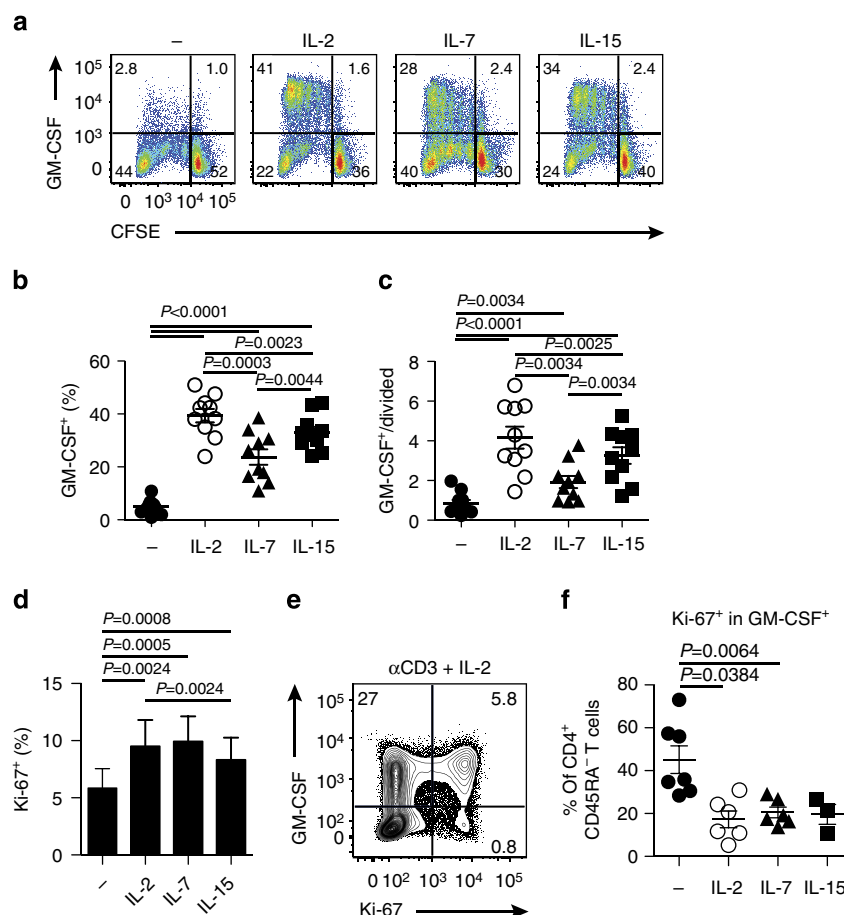 a
– IL-2 IL-7 IL-15
10⁵ 2.8 1.0 41 1.6 28 2.4 34 2.4
10⁴
10³
0 44 52 22 36 40 30 24 40
GM-CSF
0 10³ 10⁴ 10⁵
CFSE
b
P<0.0001
P=0.0023
P=0.0003
P=0.0044
60
40
20
0
GM-CSF⁺ (%)
– IL-2 IL-7 IL-15
c
P=0.0034
P<0.0001
P=0.0025
P=0.0034
P=0.0034
8
6
4
2
0
GM-CSF⁺/divided
– IL-2 IL-7 IL-15
d
P=0.0008
P=0.0005
P=0.0024
P=0.0024
15
10
5
0
Ki-67⁺ (%)
– IL-2 IL-7 IL-15
e
αCD3 + IL-2
10⁵ 27 5.8
10⁴
10³
10²
0 0.8
GM-CSF
0 10² 10³ 10⁴ 10⁵
Ki-67
f
Ki-67⁺ in GM-CSF⁺
P=0.0064
P=0.0384
80
60
40
20
0
% Of CD4⁺
CD45RA⁻ T cells
– IL-2 IL-7 IL-15